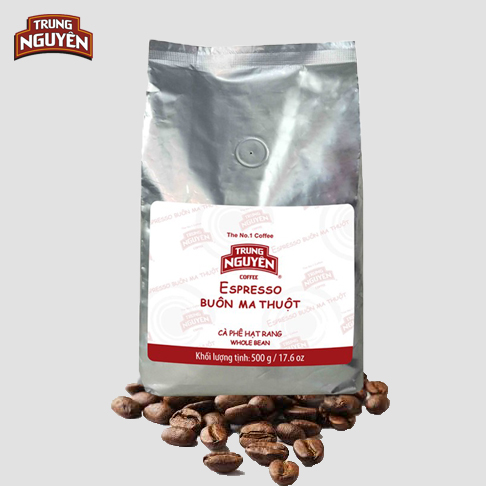 TRUNG
NGUYÊN
The No.1 Coffee
TRUNG
NGUYÊN
COFFEE ®
ESPRESSO
BUÔN MA THUỘT
CÀ PHÊ HẠT RANG
WHOLE BEAN
Khối lượng tịnh: 500 g / 17.6 oz